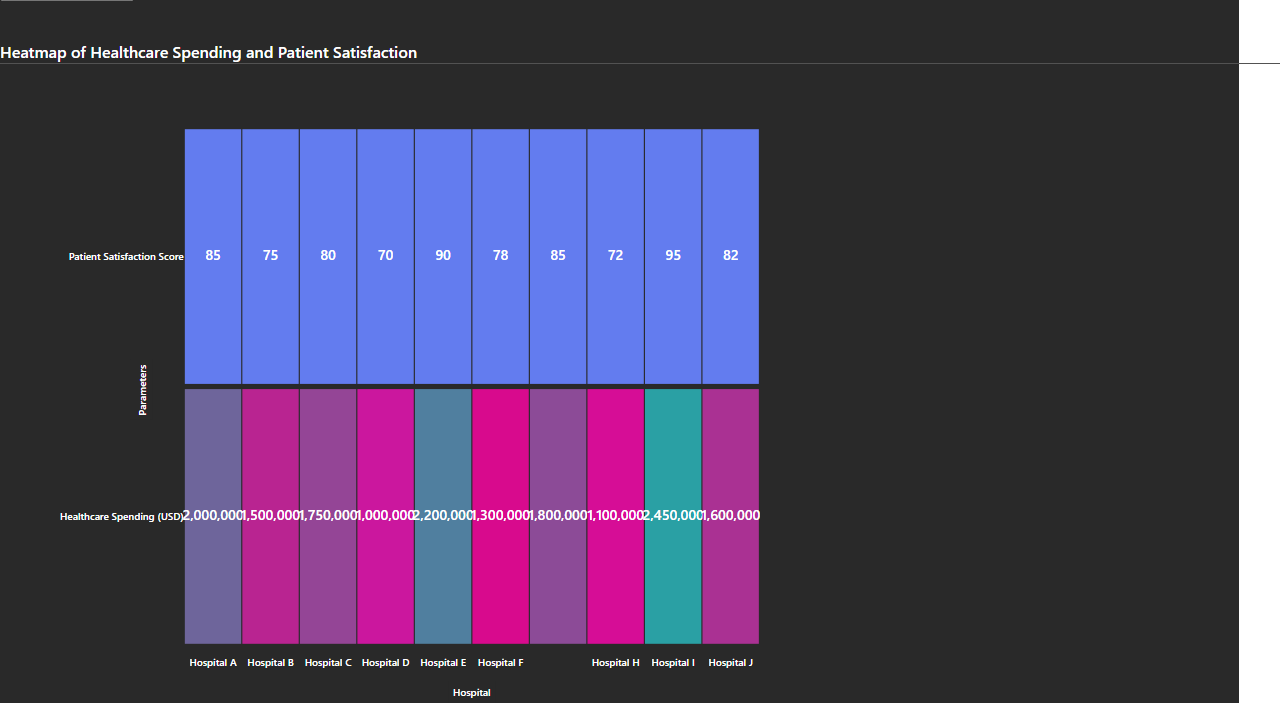 Heatmap of Healthcare Spending and Patient Satisfaction
Patient Satisfaction Score 85 75 80 70 90 78 85 72 95 82
Parameters
Healthcare Spending (USD) 2,000,000 1,500,000 1,750,000 1,000,000 2,200,000 1,300,000 1,800,000 1,100,000 2,450,000 1,600,000
Hospital A Hospital B Hospital C Hospital D Hospital E Hospital F Hospital H Hospital I Hospital J
Hospital